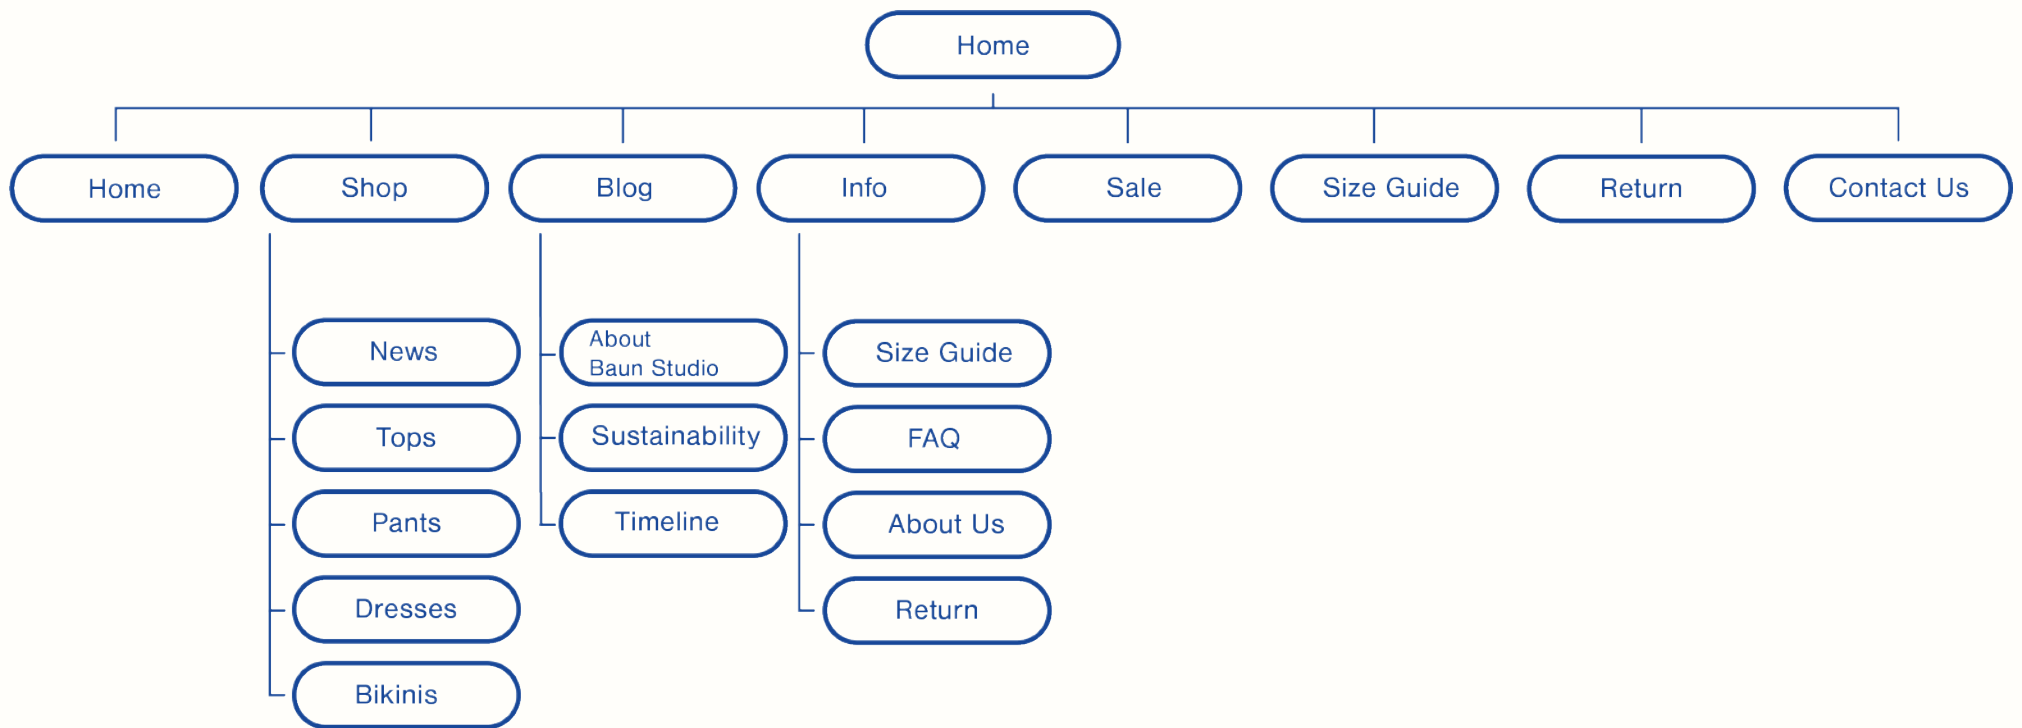 Home
Home
Shop
Blog
Info
Sale
Size Guide
Return
Contact Us
News
Tops
Pants
Dresses
Bikinis
About
Baun Studio
Sustainability
Timeline
Size Guide
FAQ
About Us
Return